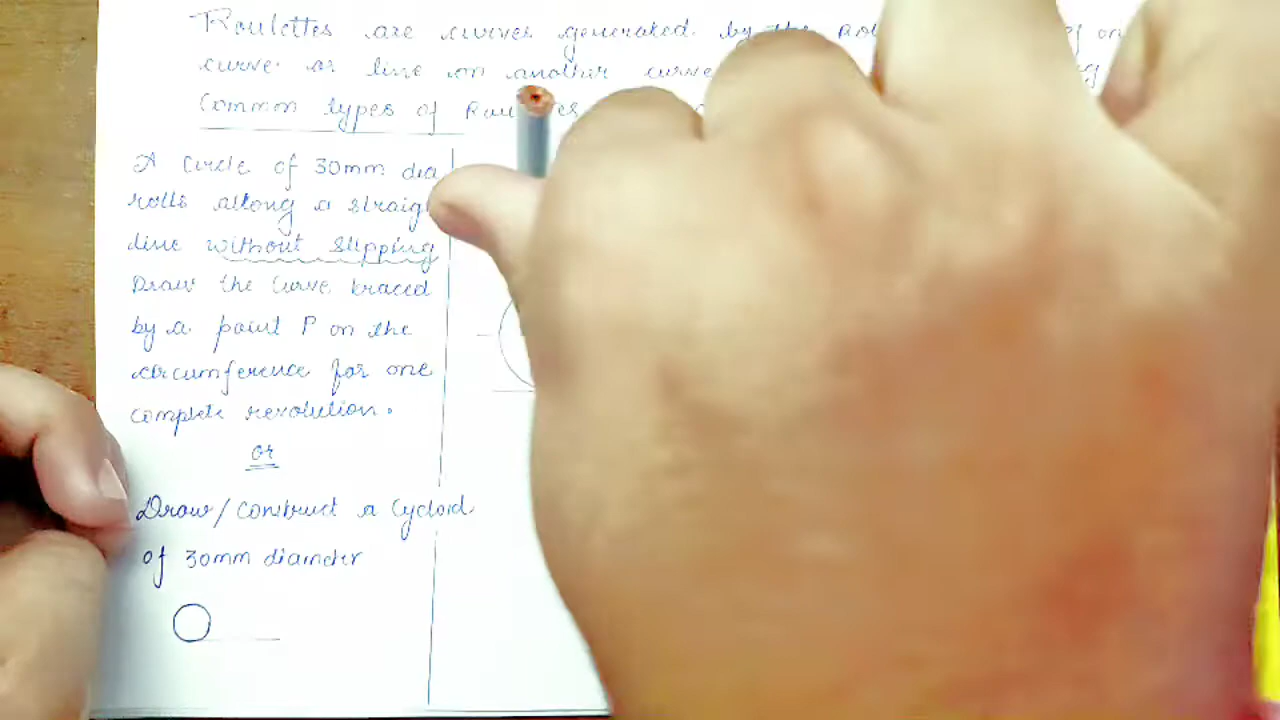 Roulettes are curves generated by the
curve or line on another curve
Common types of
A Circle of 30mm dia
rolls allong a straig
line without slipping
Draw the Curve traced
by a point P on the
circumference for one
complete revolution.
or
Draw/construct a Cycloid
of 30mm diameter